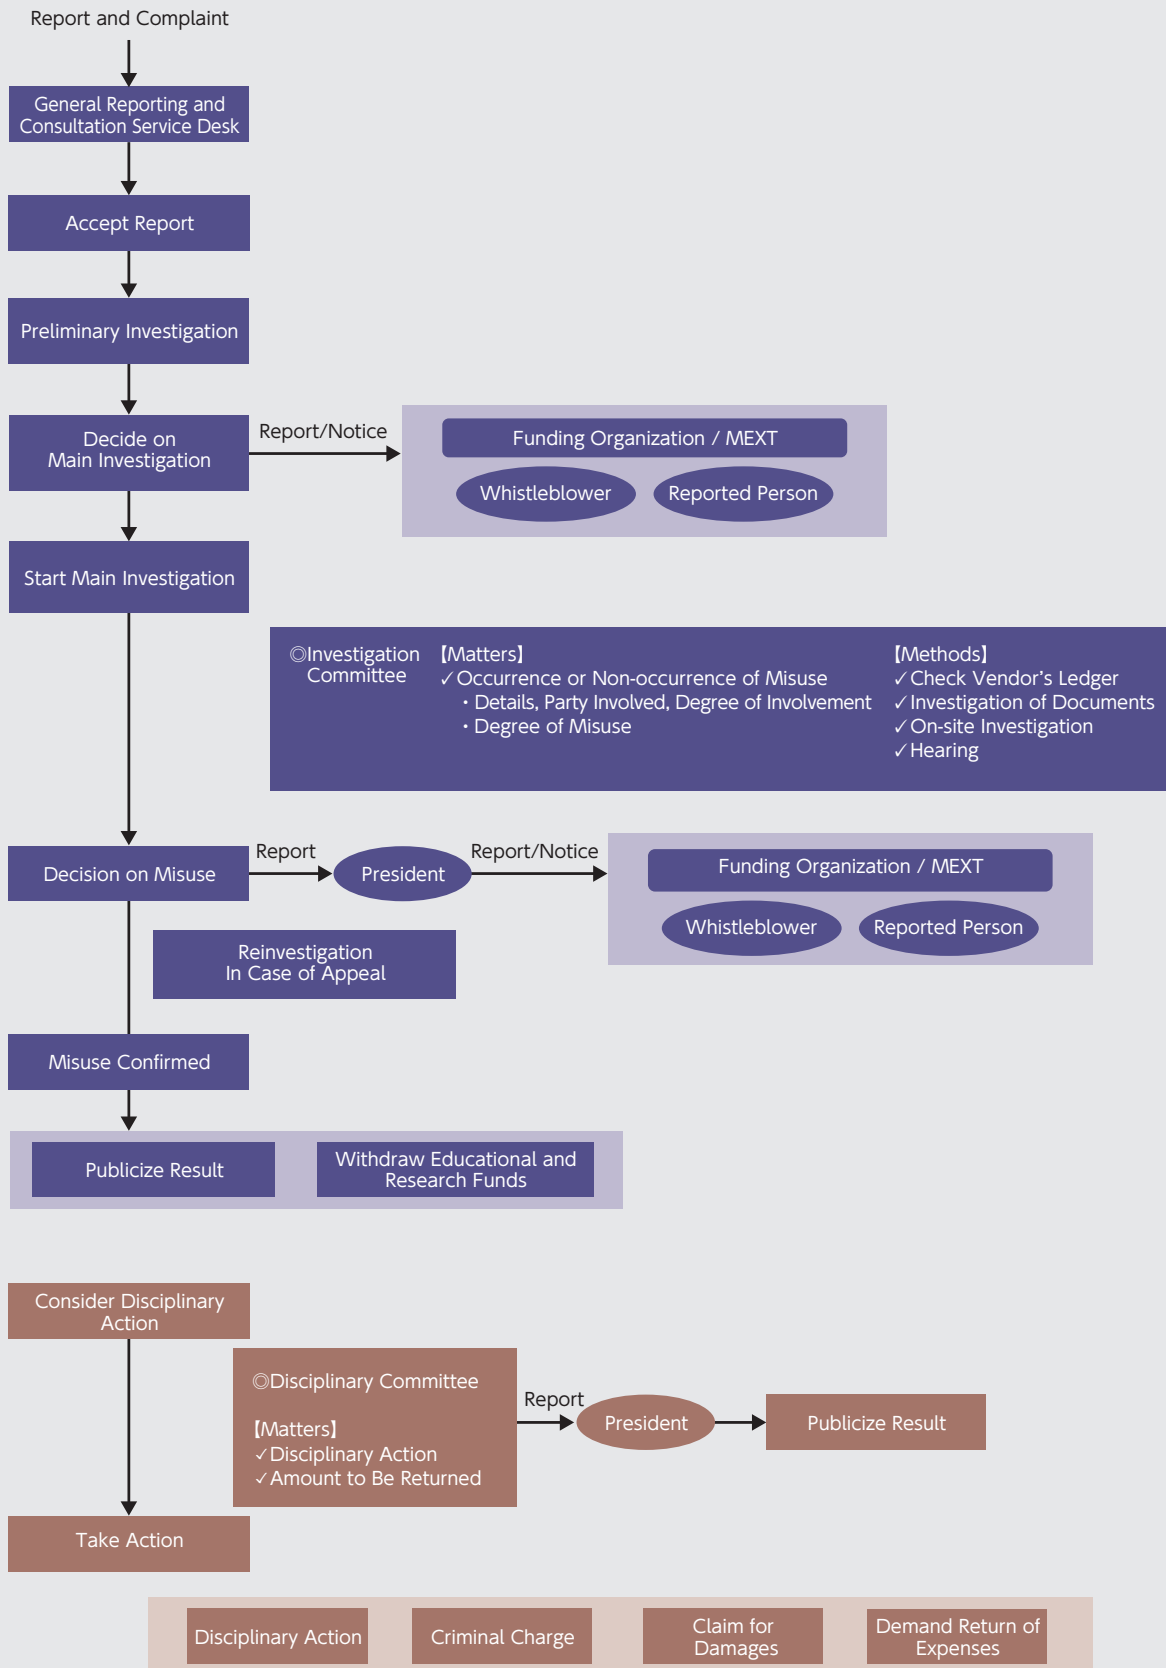 Report and Complaint
General Reporting and
Consultation Service Desk
Accept Report
Preliminary Investigation
Decide on
Main Investigation
Report/Notice
Funding Organization / MEXT
Whistleblower
Reported Person
Start Main Investigation
◎Investigation
Committee
【Matters】
✓Occurrence or Non-occurrence of Misuse
・Details, Party Involved, Degree of Involvement
・Degree of Misuse
【Methods】
✓Check Vendor's Ledger
✓Investigation of Documents
✓On-site Investigation
✓Hearing
Decision on Misuse
Report
President
Report/Notice
Funding Organization / MEXT
Whistleblower
Reported Person
Reinvestigation
In Case of Appeal
Misuse Confirmed
Publicize Result
Withdraw Educational and
Research Funds
Consider Disciplinary
Action
◎Disciplinary Committee
【Matters】
✓Disciplinary Action
✓Amount to Be Returned
Report
President
Publicize Result
Take Action
Disciplinary Action
Criminal Charge
Claim for
Damages
Demand Return of
Expenses